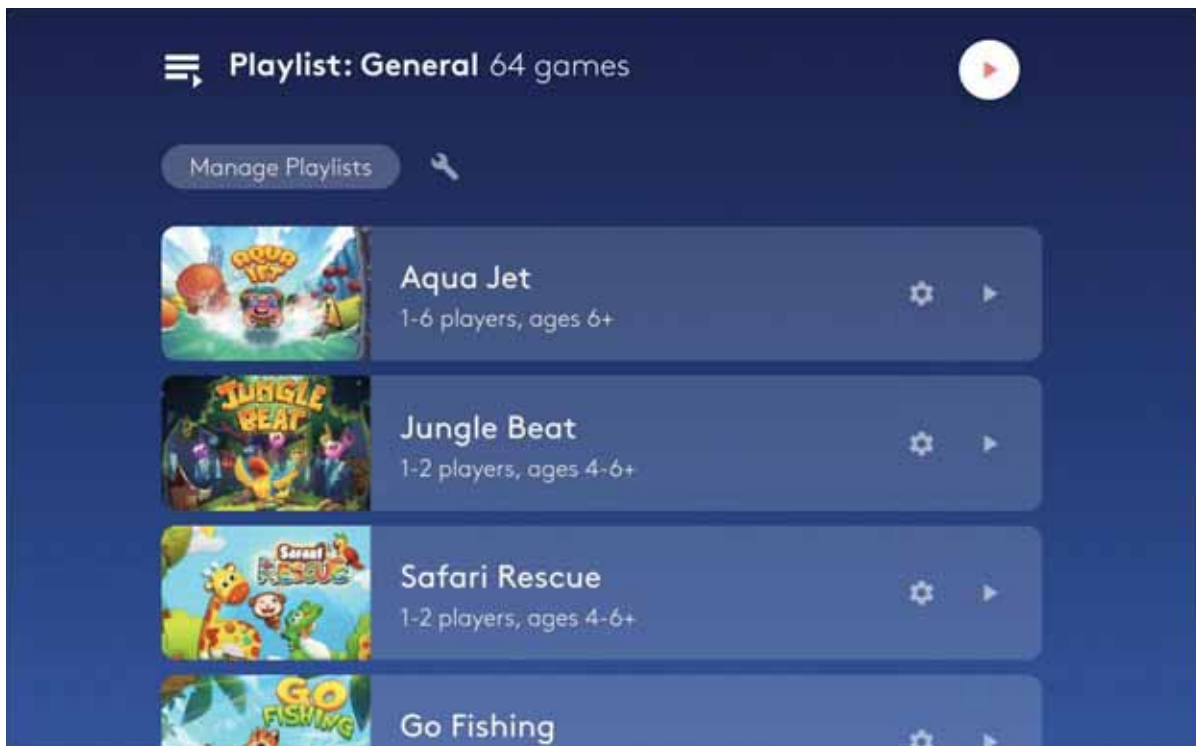 Playlist: General 64 games
Manage Playlists
AQUA
JET
Aqua Jet
1-6 players, ages 6+
JUNGLE
BEAT
Jungle Beat
1-2 players, ages 4-6+
Safari
RESCUE
Safari Rescue
1-2 players, ages 4-6+
GO
FISHING
Go Fishing